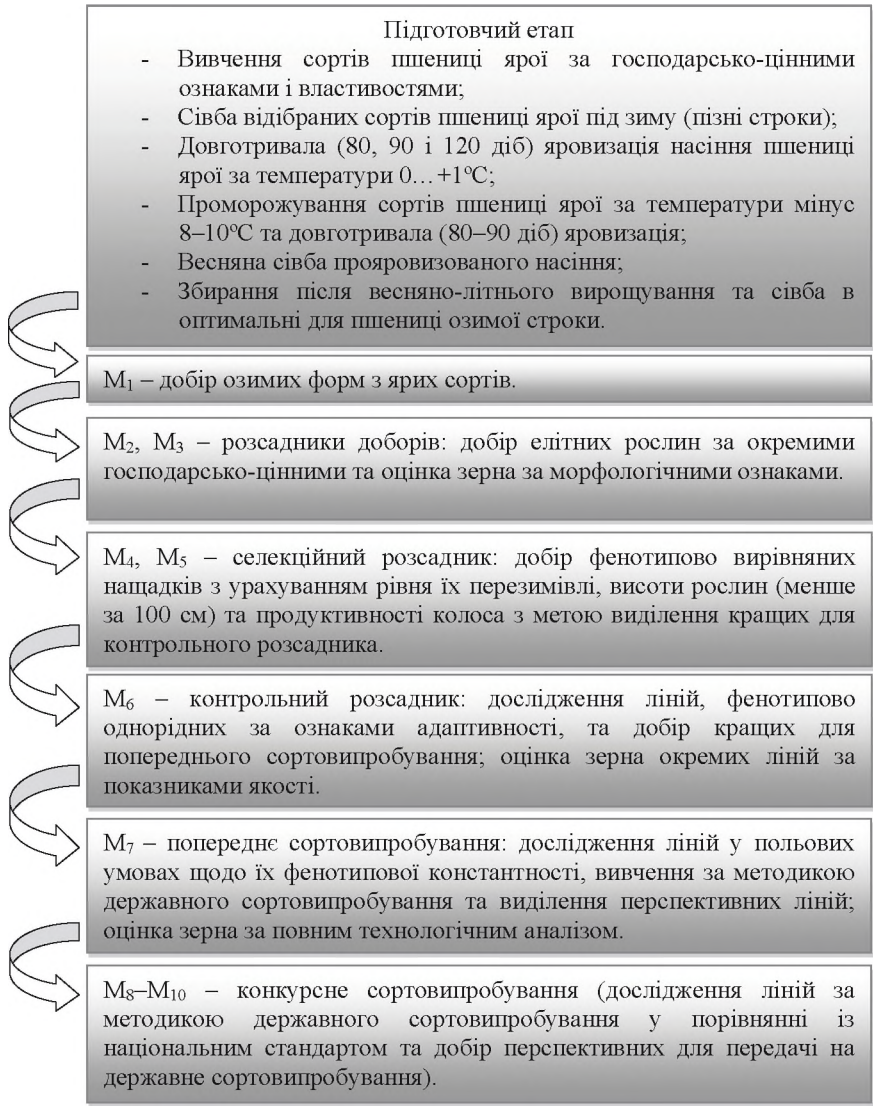 Підготовчий етап
- Вивчення сортів пшениці ярої за господарсько-цінними
ознаками і властивостями;
- Сівба відібраних сортів пшениці ярої під зиму (пізні строки);
- Довготривала (80, 90 і 120 діб) яровизація насіння пшениці
ярої за температури 0…+1°С;
- Проморожування сортів пшениці ярої за температури мінус
8–10°С та довготривала (80–90 діб) яровизація;
- Весняна сівба прояровизованого насіння;
- Збирання після весняно-літнього вирощування та сівба в
оптимальні для пшениці озимої строки.
М₁ – добір озимих форм з ярих сортів.
М₂, М₃ – розсадники доборів: добір елітних рослин за окремими
господарсько-цінними та оцінка зерна за морфологічними ознаками.
М₄, М₅ – селекційний розсадник: добір фенотипово вирівняних
нащадків з урахуванням рівня їх перезимівлі, висоти рослин (менше
за 100 см) та продуктивності колоса з метою виділення кращих для
контрольного розсадника.
М₆ – контрольний розсадник: дослідження ліній, фенотипово
однорідних за ознаками адаптивності, та добір кращих для
попереднього сортовипробування; оцінка зерна окремих ліній за
показниками якості.
М₇ – попереднє сортовипробування: дослідження ліній у польових
умовах щодо їх фенотипової константності, вивчення за методикою
державного сортовипробування та виділення перспективних ліній;
оцінка зерна за повним технологічним аналізом.
М₈–М₁₀ – конкурсне сортовипробування (дослідження ліній за
методикою державного сортовипробування у порівнянні із
національним стандартом та добір перспективних для передачі на
державне сортовипробування).